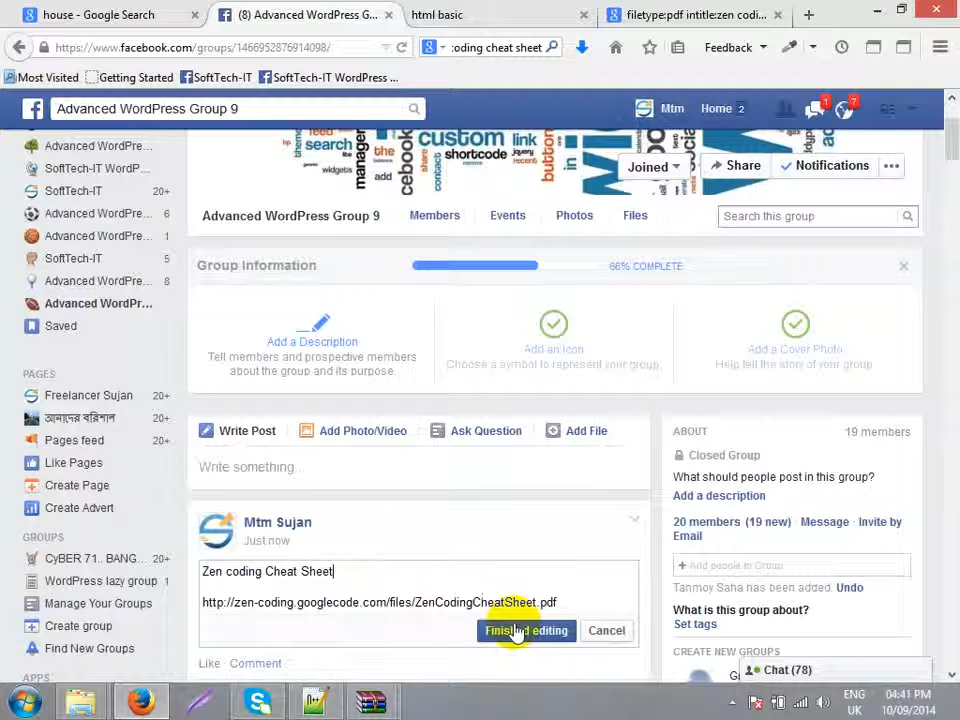 house - Google Search
(8) Advanced WordPress G...
html basic
filetype:pdf intitle:zen codi...
https://www.facebook.com/groups/1466952876914098/
:oding cheat sheet
Feedback
Most Visited
Getting Started
SoftTech-IT
SoftTech-IT WordPress ...
Advanced WordPress Group 9
Mtm
Home 2
1
7
Advanced WordPre...
SoftTech-IT WordP...
SoftTech-IT 20+
Advanced WordPre... 6
Advanced WordPre... 1
SoftTech-IT 5
Advanced WordPre... 8
Advanced WordPr...
Saved
PAGES
Freelancer Sujan 20+
আমাদের বরিশাল 20+
Pages feed 20+
Like Pages
Create Page
Create Advert
GROUPS
CyBER 71.. BANG... 20+
WordPress lazy group 1
Manage Your Groups
Create group
Find New Groups
APPS
search
the
manager
add
custom
shortcode
link
jquery
button
in
Joined
Share
Notifications
Advanced WordPress Group 9
Members
Events
Photos
Files
Search this group
Group Information
66% COMPLETE
Add a Description
Tell members and prospective members
about the group and its purpose.
Add an Icon
Choose a symbol to represent your group.
Add a Cover Photo
Help tell the story of your group
Write Post
Add Photo/Video
Ask Question
Add File
Write something...
Mtm Sujan
Just now
Zen coding Cheat Sheet
http://zen-coding.googlecode.com/files/ZenCodingCheatSheet.pdf
Finished editing
Cancel
Like · Comment
ABOUT
19 members
Closed Group
What should people post in this group?
Add a description
20 members (19 new) · Message · Invite by
Email
Add people to Group
Tanmoy Saha has been added. Undo
What is this group about?
Set tags
CREATE NEW GROUPS
Chat (78)
ENG
UK
04:41 PM
10/09/2014